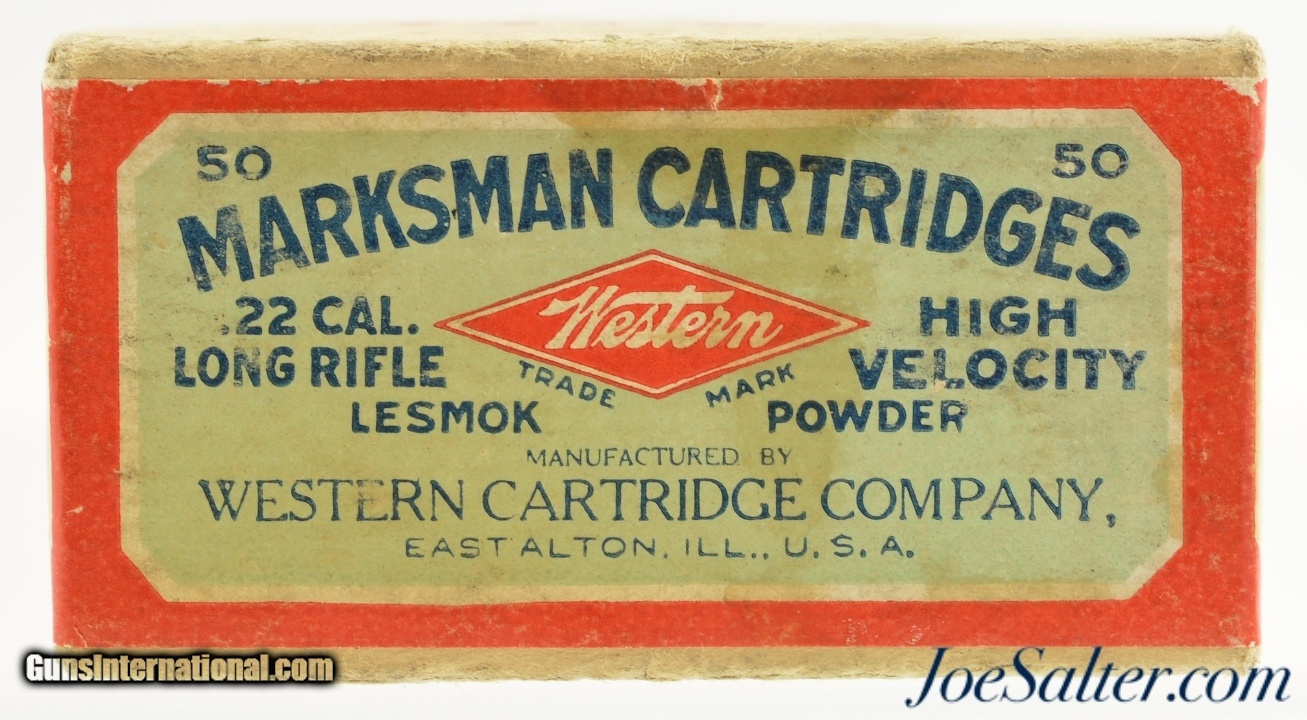 50 50
MARKSMAN CARTRIDGES
.22 CAL. Western HIGH
LONG RIFLE TRADE MARK VELOCITY
LESMOK POWDER
MANUFACTURED BY
WESTERN CARTRIDGE COMPANY,
EAST ALTON, ILL., U.S.A.
GunsInternational.com
JoeSalter.com